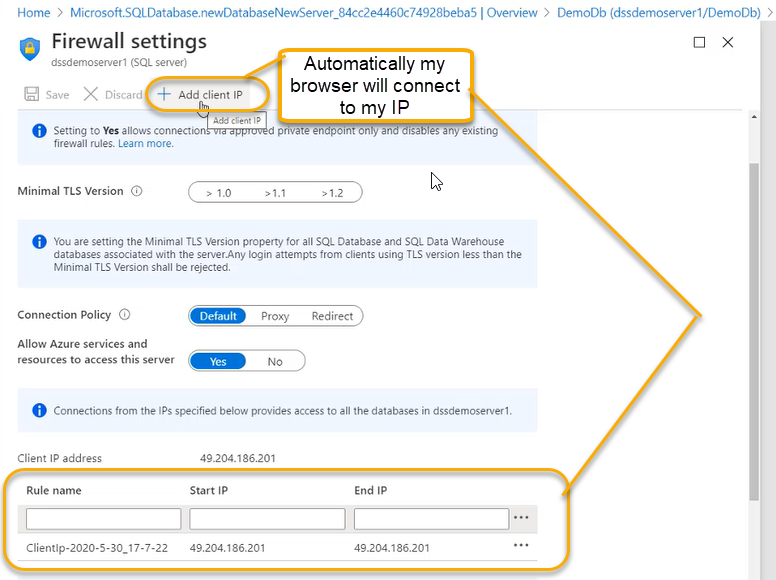 Home > Microsoft.SQLDatabase.newDatabaseNewServer_84cc2e4460c74928beba5 | Overview > DemoDb (dssdemoserver1/DemoDb) >
Firewall settings
dssdemoserver1 (SQL server)
Save Discard + Add client IP
Add client IP
Automatically my
browser will connect
to my IP
Setting to Yes allows connections via approved private endpoint only and disables any existing
firewall rules. Learn more.
Minimal TLS Version
> 1.0 >1.1 >1.2
You are setting the Minimal TLS Version property for all SQL Database and SQL Data Warehouse
databases associated with the server.Any login attempts from clients using TLS version less than the
Minimal TLS Version shall be rejected.
Connection Policy
Default Proxy Redirect
Allow Azure services and
resources to access this server
Yes No
Connections from the IPs specified below provides access to all the databases in dssdemoserver1.
Client IP address 49.204.186.201
Rule name Start IP End IP
...
ClientIp-2020-5-30_17-7-22 49.204.186.201 49.204.186.201 ...